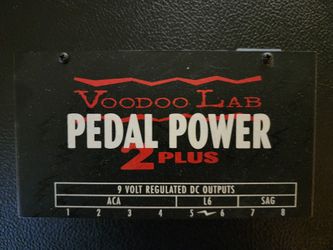 VOODOO LAB
PEDAL POWER
2 PLUS
9 VOLT REGULATED DC OUTPUTS
ACA L6 SAG
1 2 3 4 5~6 7 8